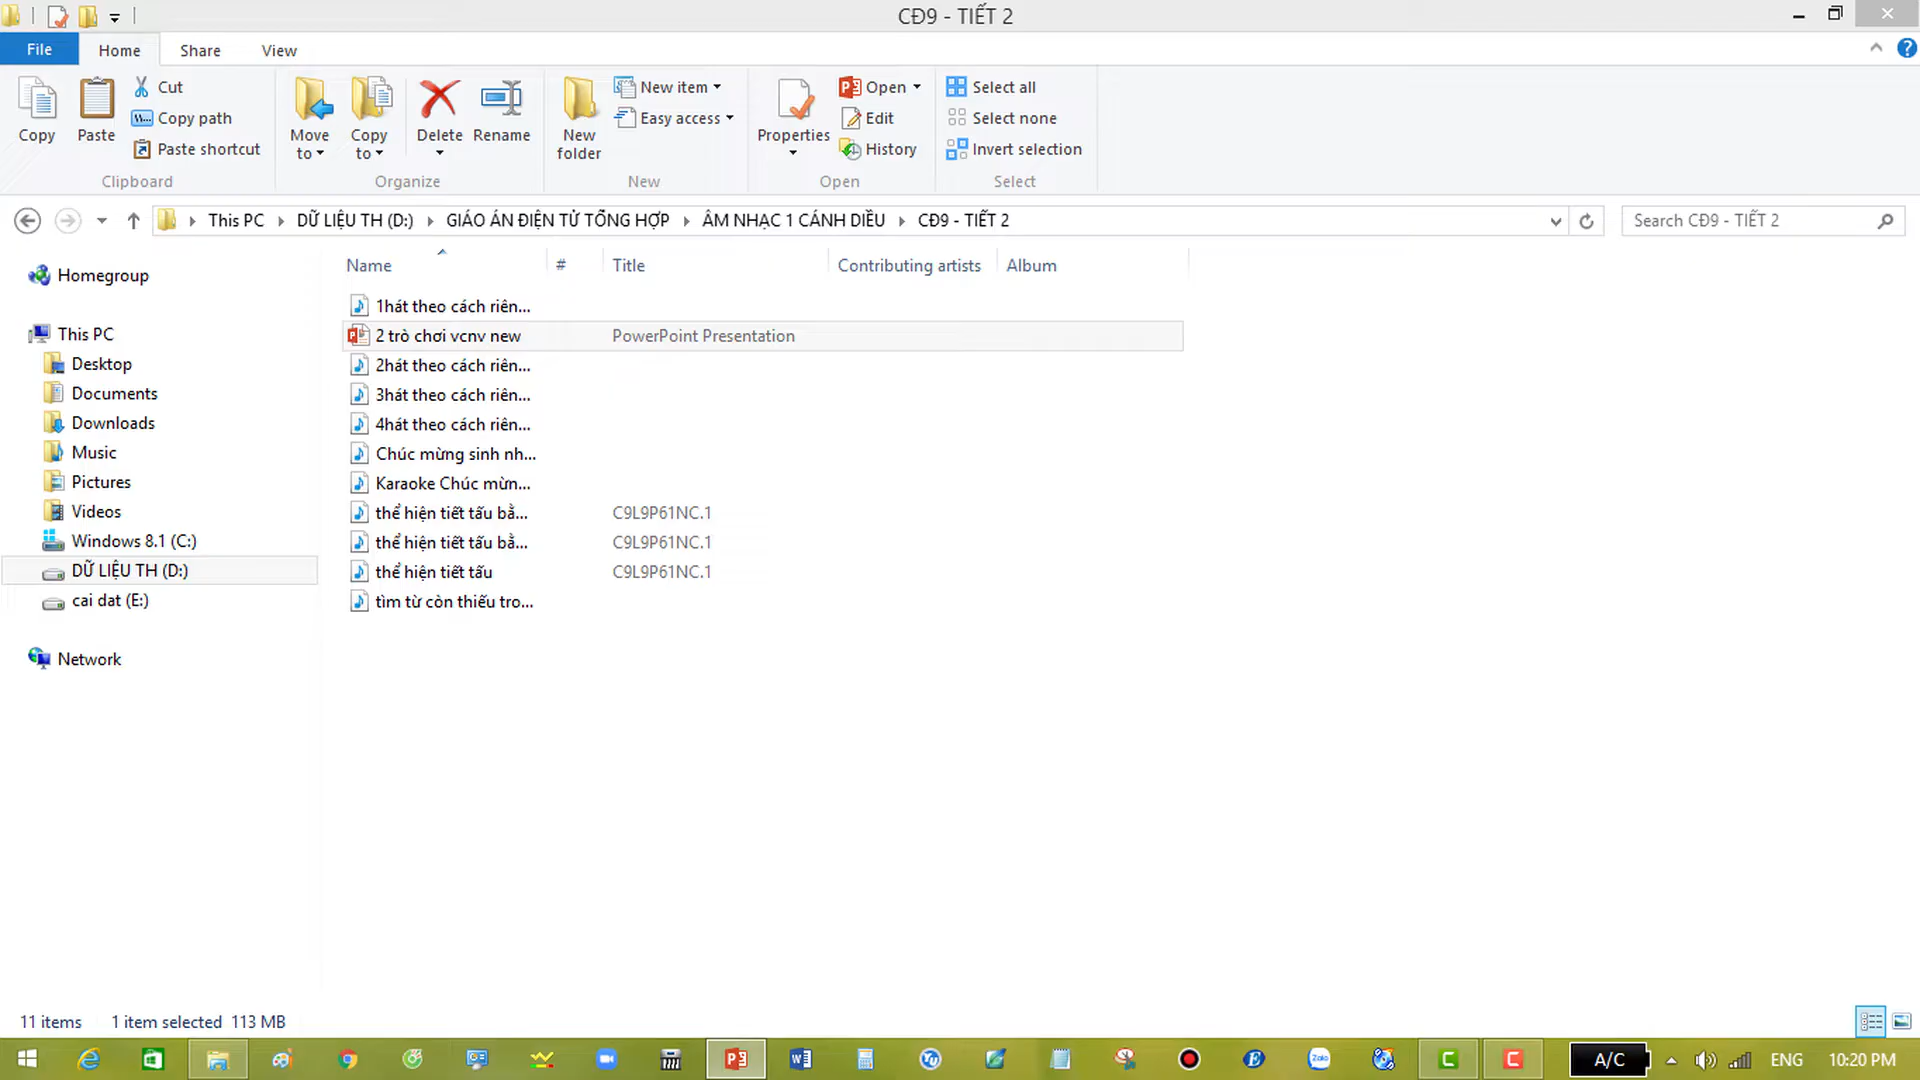 CĐ9 - TIẾT 2
File Home Share View
Copy
Paste
Cut
Copy path
Paste shortcut
Clipboard
Move to
Copy to
Delete
Rename
Organize
New folder
New item
Easy access
New
Properties
Open
Edit
History
Open
Select all
Select none
Invert selection
Select
This PC DỮ LIỆU TH (D:) GIÁO ÁN ĐIỆN TỬ TỔNG HỢP ÂM NHẠC 1 CÁNH DIỀU CĐ9 - TIẾT 2
Search CĐ9 - TIẾT 2
Homegroup
This PC
Desktop
Documents
Downloads
Music
Pictures
Videos
Windows 8.1 (C:)
DỮ LIỆU TH (D:)
cai dat (E:)
Network
Name # Title Contributing artists Album
1hát theo cách riên...
2 trò chơi vcnv new PowerPoint Presentation
2hát theo cách riên...
3hát theo cách riên...
4hát theo cách riên...
Chúc mừng sinh nh...
Karaoke Chúc mừn...
thể hiện tiết tấu bằ... C9L9P61NC.1
thể hiện tiết tấu bằ... C9L9P61NC.1
thể hiện tiết tấu C9L9P61NC.1
tìm từ còn thiếu tro...
11 items 1 item selected 113 MB
Zalo
A/C
ENG 10:20 PM